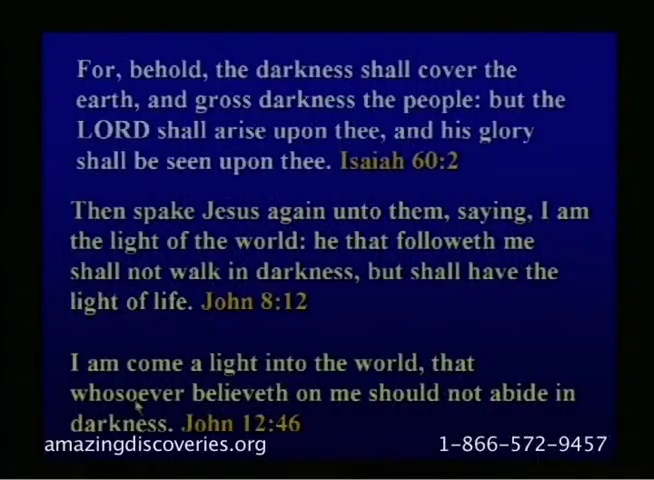 For, behold, the darkness shall cover the
earth, and gross darkness the people: but the
LORD shall arise upon thee, and his glory
shall be seen upon thee. Isaiah 60:2
Then spake Jesus again unto them, saying, I am
the light of the world: he that followeth me
shall not walk in darkness, but shall have the
light of life. John 8:12
I am come a light into the world, that
whosoever believeth on me should not abide in
darkness. John 12:46
amazingdiscoveries.org 1-866-572-9457